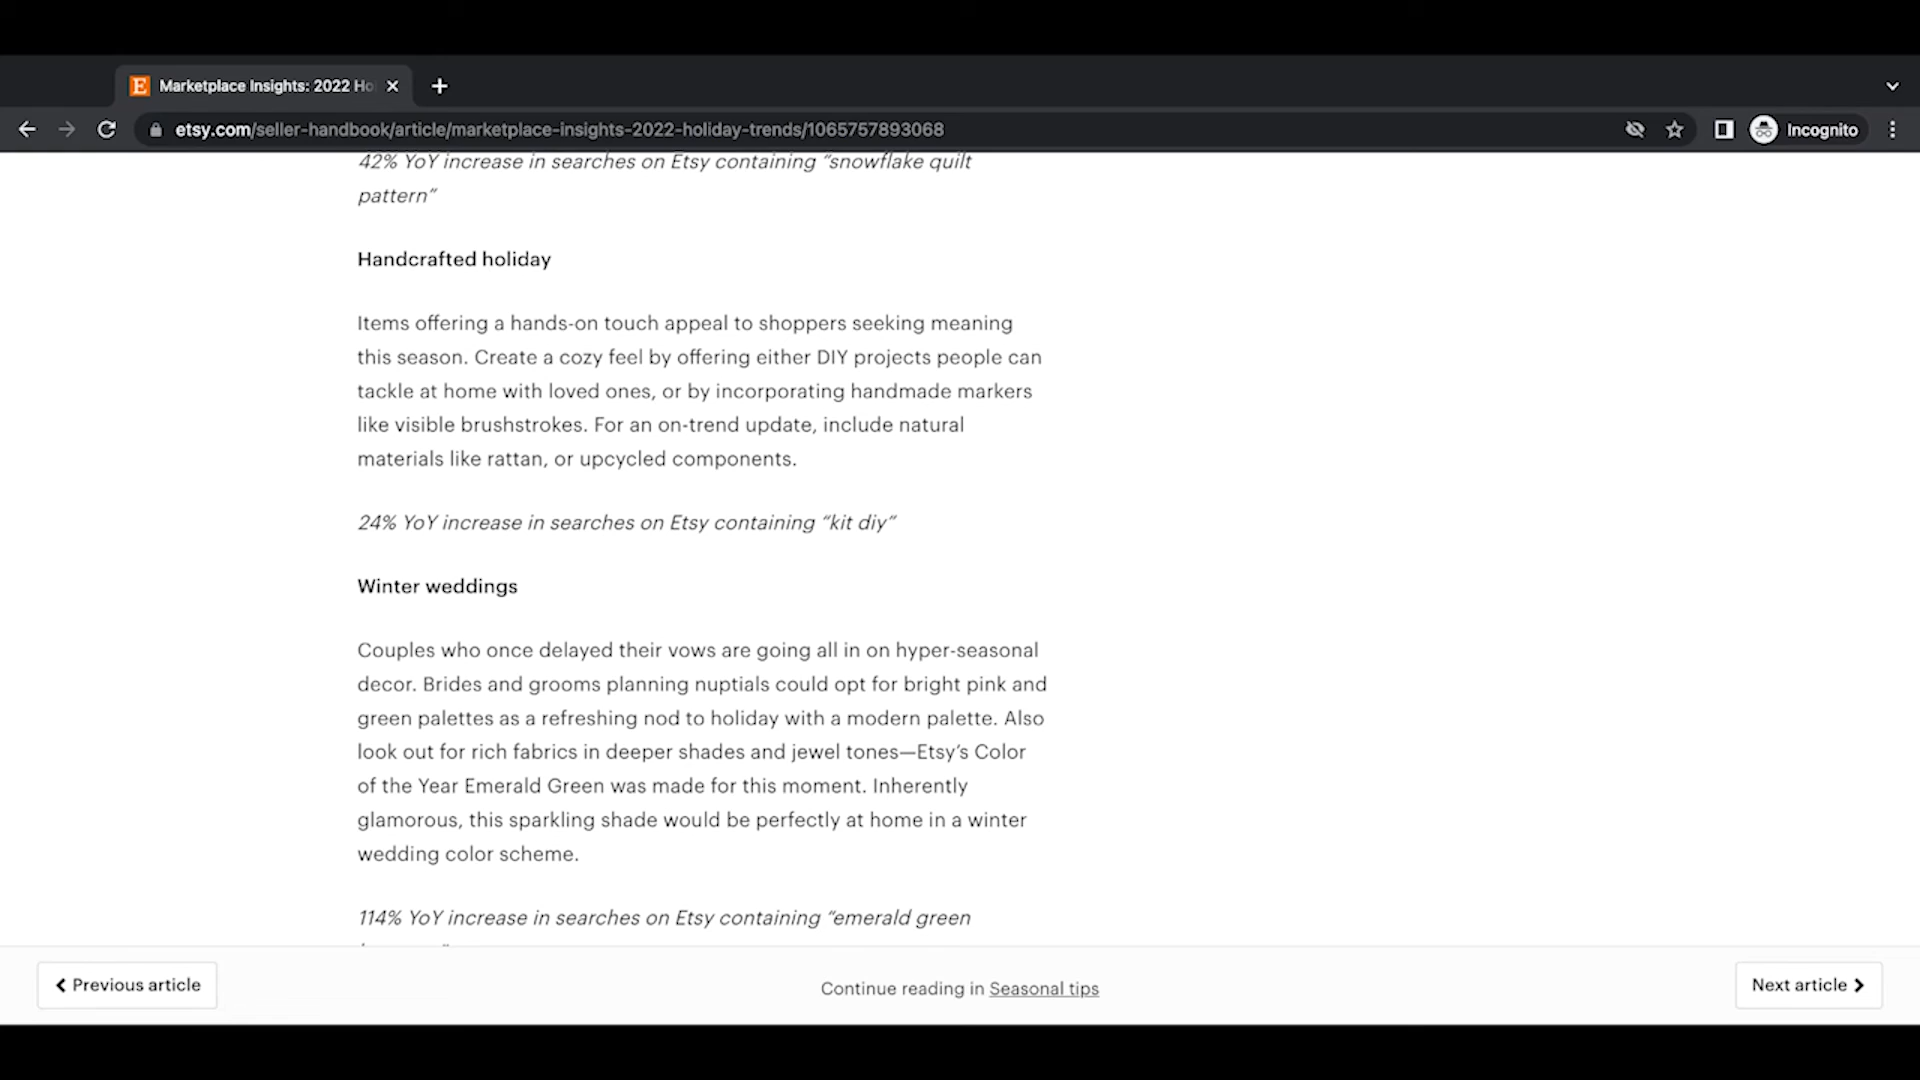 Marketplace Insights: 2022 Ho
etsy.com/seller-handbook/article/marketplace-insights-2022-holiday-trends/1065757893068
Incognito
42% YoY increase in searches on Etsy containing “snowflake quilt
pattern”
Handcrafted holiday
Items offering a hands-on touch appeal to shoppers seeking meaning
this season. Create a cozy feel by offering either DIY projects people can
tackle at home with loved ones, or by incorporating handmade markers
like visible brushstrokes. For an on-trend update, include natural
materials like rattan, or upcycled components.
24% YoY increase in searches on Etsy containing “kit diy”
Winter weddings
Couples who once delayed their vows are going all in on hyper-seasonal
decor. Brides and grooms planning nuptials could opt for bright pink and
green palettes as a refreshing nod to holiday with a modern palette. Also
look out for rich fabrics in deeper shades and jewel tones—Etsy’s Color
of the Year Emerald Green was made for this moment. Inherently
glamorous, this sparkling shade would be perfectly at home in a winter
wedding color scheme.
114% YoY increase in searches on Etsy containing “emerald green
Previous article
Continue reading in Seasonal tips
Next article